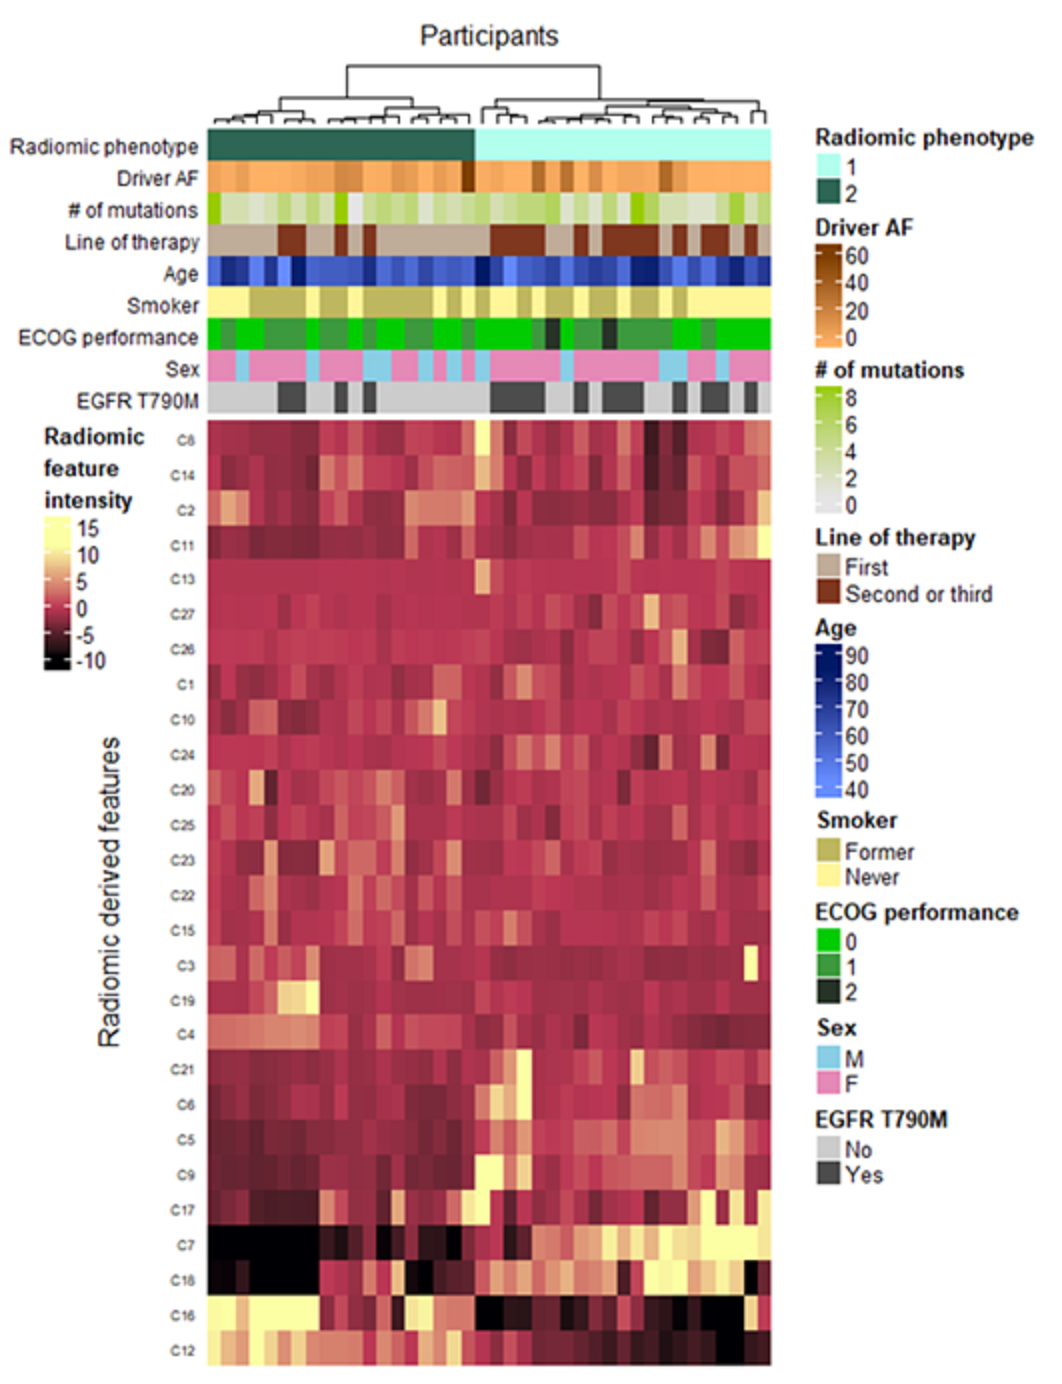 Participants
Radiomic phenotype
Driver AF
# of mutations
Line of therapy
Age
Smoker
ECOG performance
Sex
EGFR T790M
Radiomic
feature
intensity
15
10
5
0
-5
-10
Radiomic derived features
C8
C14
C2
C11
C13
C27
C26
C1
C10
C24
C20
C25
C23
C22
C15
C3
C19
C4
C21
C6
C5
C9
C17
C7
C18
C16
C12
Radiomic phenotype
1
2
Driver AF
60
40
20
0
# of mutations
8
6
4
2
0
Line of therapy
First
Second or third
Age
90
80
70
60
50
40
Smoker
Former
Never
ECOG performance
0
1
2
Sex
M
F
EGFR T790M
No
Yes